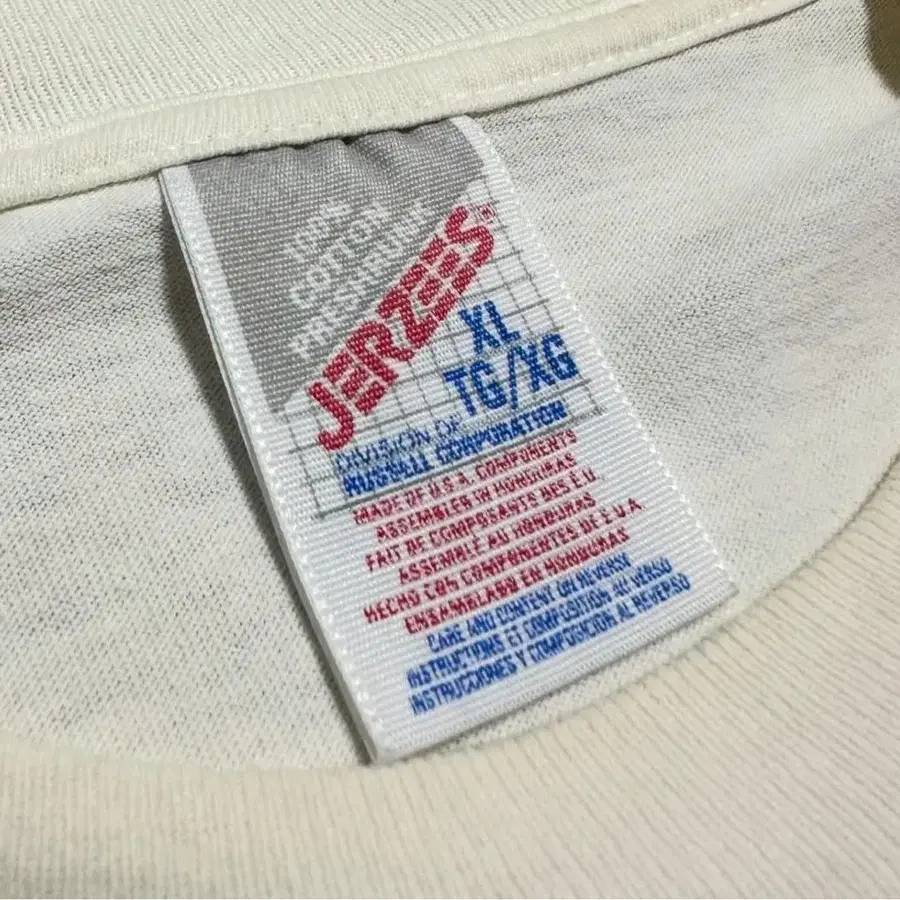 100%
COTTON
PRESHRUNK
JERZEES®
XL
TG/XG
DIVISION OF
RUSSELL CORPORATION
MADE OF U.S.A. COMPONENTS
ASSEMBLED IN HONDURAS
FAIT DE COMPOSANTS DES E.U.
ASSEMBLE AU HONDURAS
HECHO CON COMPONENTES DE E.U.A
ENSAMBLADO EN HONDURAS
CARE AND CONTENT ON REVERSE
INSTRUCTIONS ET COMPOSITION AU VERSO
INSTRUCCIONES Y COMPOSICION AL REVERSO